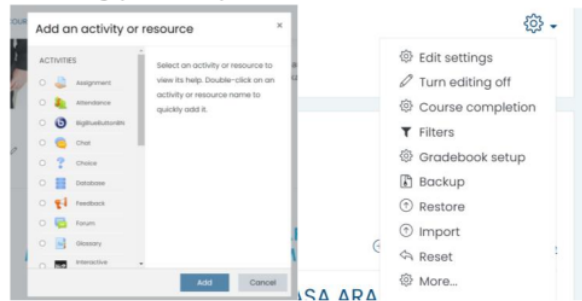 Add an activity or resource ×
ACTIVITIES
Assignment
Attendance
BigBlueButtonBN
Chat
Choice
Database
Feedback
Forum
Glossary
Interactive
Select an activity or resource to
view its help. Double-click on an
activity or resource name to
quickly add it.
Add Cancel
Edit settings
Turn editing off
Course completion
Filters
Gradebook setup
Backup
Restore
Import
Reset
More...
ASA ARA